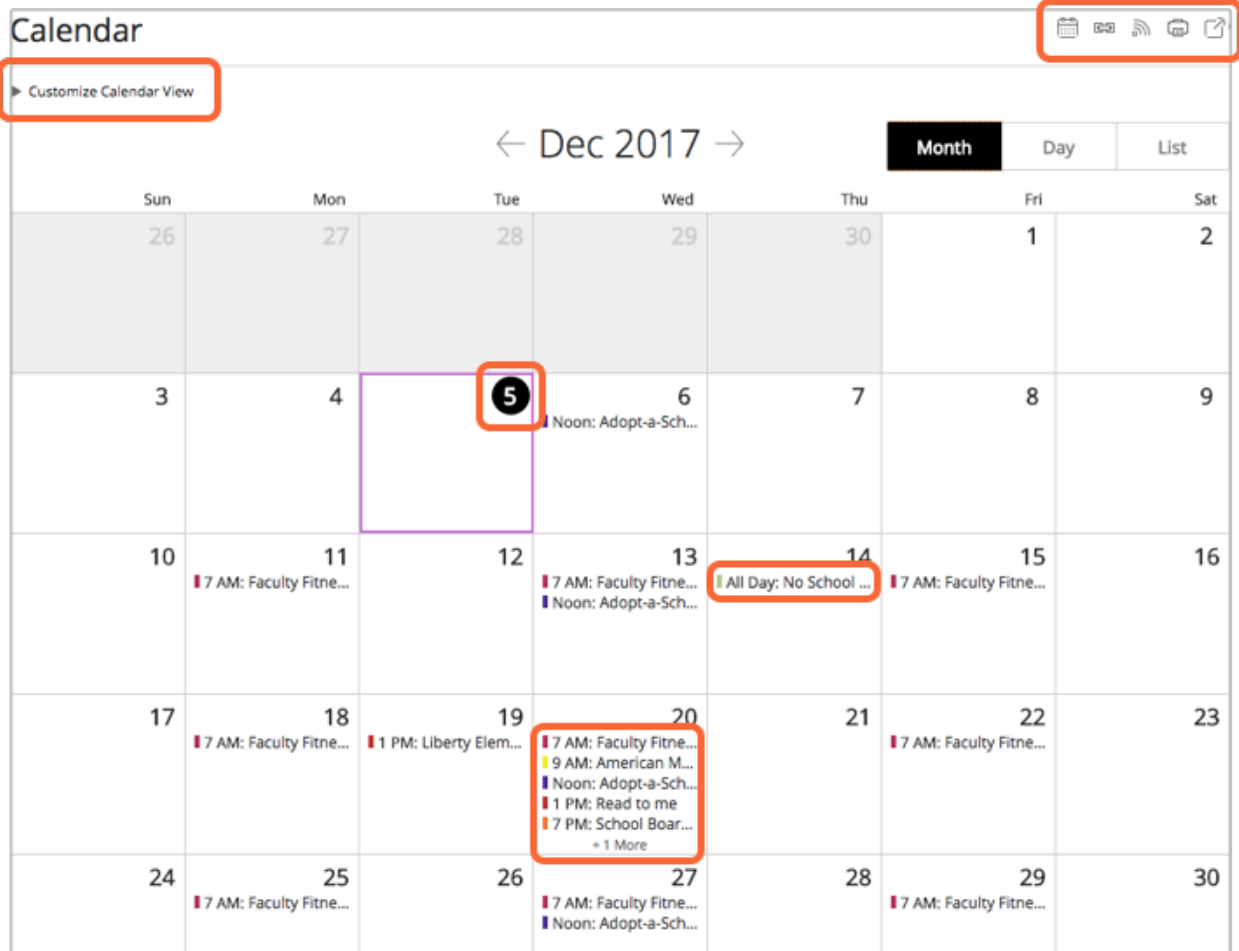 Calendar
Customize Calendar View
Dec 2017
Month Day List
Sun Mon Tue Wed Thu Fri Sat
26 27 28 29 30 1 2
3 4 5 6 7 8 9
Noon: Adopt-a-Sch...
10 11 12 13 14 15 16
7 AM: Faculty Fitne... 7 AM: Faculty Fitne... All Day: No School ... 7 AM: Faculty Fitne...
Noon: Adopt-a-Sch...
17 18 19 20 21 22 23
7 AM: Faculty Fitne... 1 PM: Liberty Elem... 7 AM: Faculty Fitne... 7 AM: Faculty Fitne...
9 AM: American M...
Noon: Adopt-a-Sch...
1 PM: Read to me
7 PM: School Boar...
+ 1 More
24 25 26 27 28 29 30
7 AM: Faculty Fitne... 7 AM: Faculty Fitne... 7 AM: Faculty Fitne...
Noon: Adopt-a-Sch...